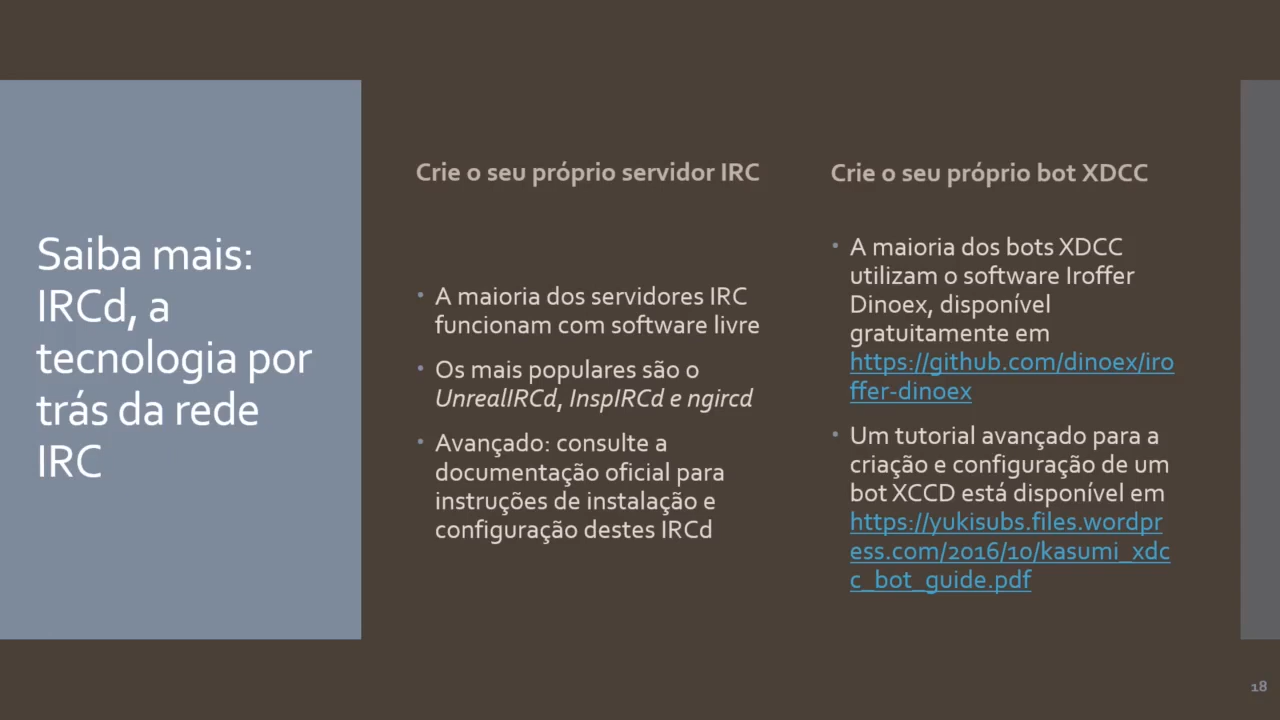 Saiba mais:
IRCd, a
tecnologia por
trás da rede
IRC
Crie o seu próprio servidor IRC
• A maioria dos servidores IRC
funcionam com software livre
• Os mais populares são o
UnrealIRCd, InspIRCd e ngircd
• Avançado: consulte a
documentação oficial para
instruções de instalação e
configuração destes IRCd
Crie o seu próprio bot XDCC
• A maioria dos bots XDCC
utilizam o software Iroffer
Dinoex, disponível
gratuitamente em
https://github.com/dinoex/iro
ffer-dinoex
• Um tutorial avançado para a
criação e configuração de um
bot XCCD está disponível em
https://yukisubs.files.wordpr
ess.com/2016/10/kasumi_xdc
c_bot_guide.pdf
18